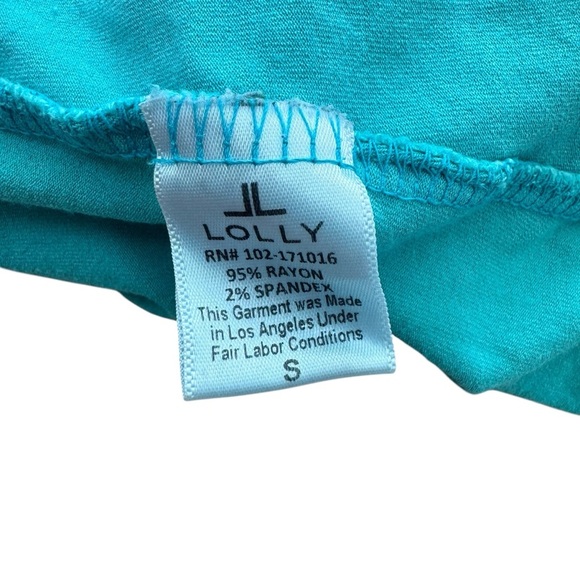 LOLLY
RN# 102-171016
95% RAYON
2% SPANDEX
This Garment was Made
in Los Angeles Under
Fair Labor Conditions
S